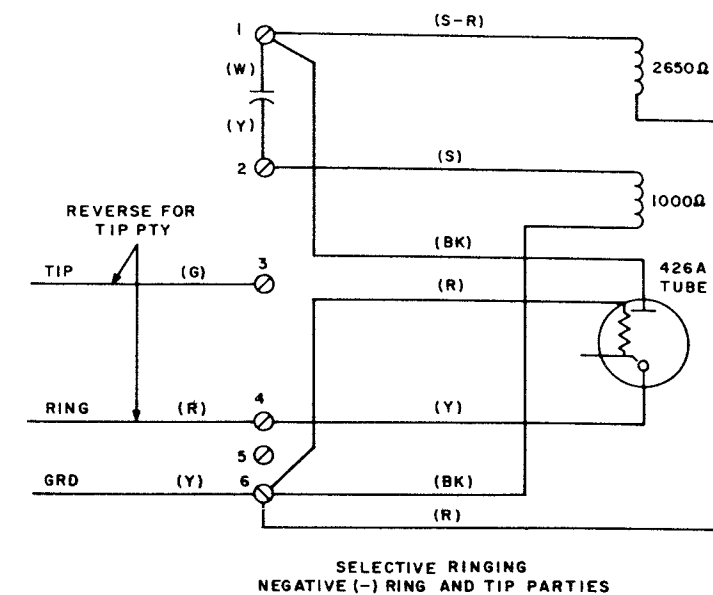 1
(S-R)
(W)
2650Ω
(Y)
2
(S)
1000Ω
REVERSE FOR
TIP PTY
(BK)
426A
TUBE
TIP
(G)
3
(R)
RING
(R)
4
(Y)
5
GRD
(Y)
6
(BK)
(R)
SELECTIVE RINGING
NEGATIVE (-) RING AND TIP PARTIES